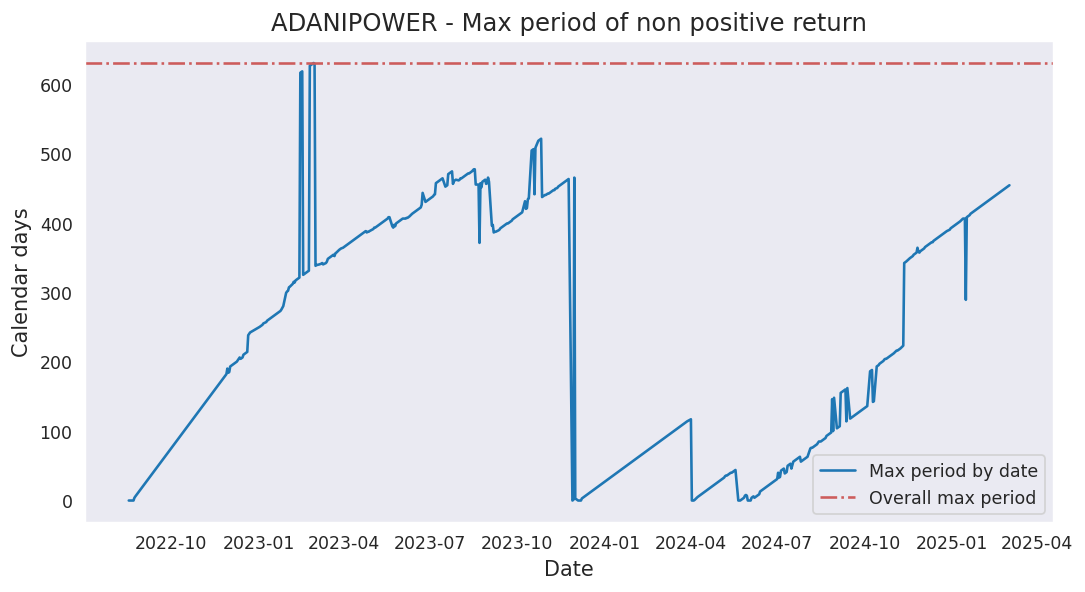 ADANIPOWER - Max period of non positive return
Calendar days
600
500
400
300
200
100
0
2022-10 2023-01 2023-04 2023-07 2023-10 2024-01 2024-04 2024-07 2024-10 2025-01 2025-04
Date
Max period by date
Overall max period